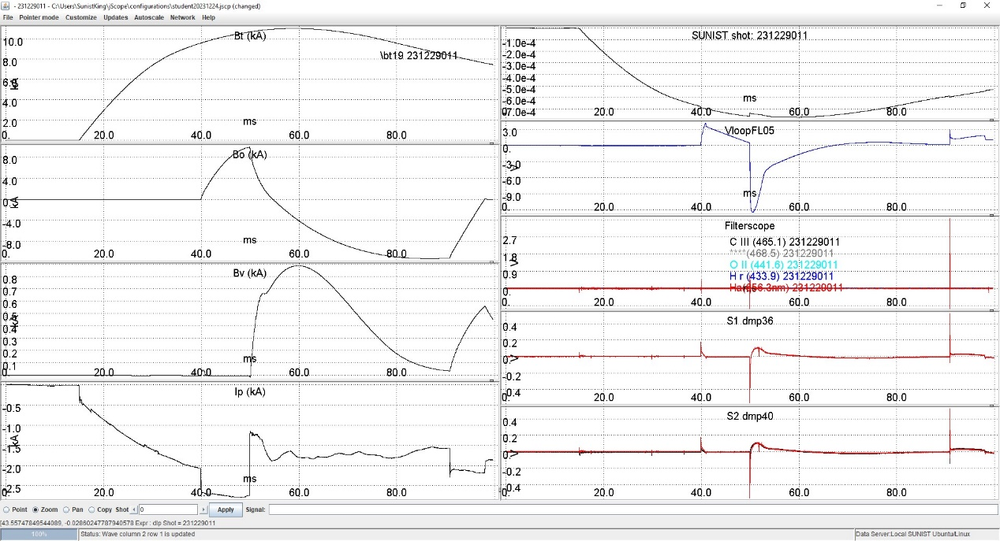 - 231229011 - C:\Users\SunistKing\jScope\configurations\student20231224.jscp (changed)
File Pointer mode Customize Updates Autoscale Network Help
Bt (kA)
\bt19 231229011
10.0
8.0
4.0
2.0
0.
20.0 40.0 60.0 80.0
ms
Bo (kA)
8.0
4.0
0.
kA
-4.0
-8.0
0.
20.0 40.0 60.0 80.0
ms
Bv (kA)
0.8
0.7
0.6
0.5
0.4
0.3
0.2
0.1
0.
kA
20.0 40.0 60.0 80.0
ms
Ip (kA)
-0.5
-1.0
-1.5
-2.0
-2.5
kA
20.0 40.0 60.0 80.0
ms
SUNIST shot: 231229011
-1.0e-4
-2.0e-4
-3.0e-4
-4.0e-4
-5.0e-4
-6.0e-4
-7.0e-4
20.0 40.0 60.0 80.0
ms
VloopFL05
3.0
0.
-3.0
-6.0
-9.0
0.
V
20.0 40.0 60.0 80.0
ms
Filterscope
C III (465.1) 231229011
****(468.5) 231229011
O II (441.6) 231229011
H r (433.9) 231229011
Ha(656.3nm) 231229011
2.7
1.8
0.9
0.
V
20.0 40.0 60.0 80.0
S1 dmp36
0.4
0.2
0.
-0.2
-0.4
0.
V
20.0 40.0 60.0 80.0
S2 dmp40
0.4
0.2
0.
-0.2
-0.4
0.
V
20.0 40.0 60.0 80.0
Point Zoom Pan Copy Shot 0 Apply Signal:
[43.55747849544089, -0.02860247787940578 Expr : dIp Shot = 231229011
100% Status: Wave column 2 row 1 is updated Data Server:Local SUNIST Ubuntu/Linux